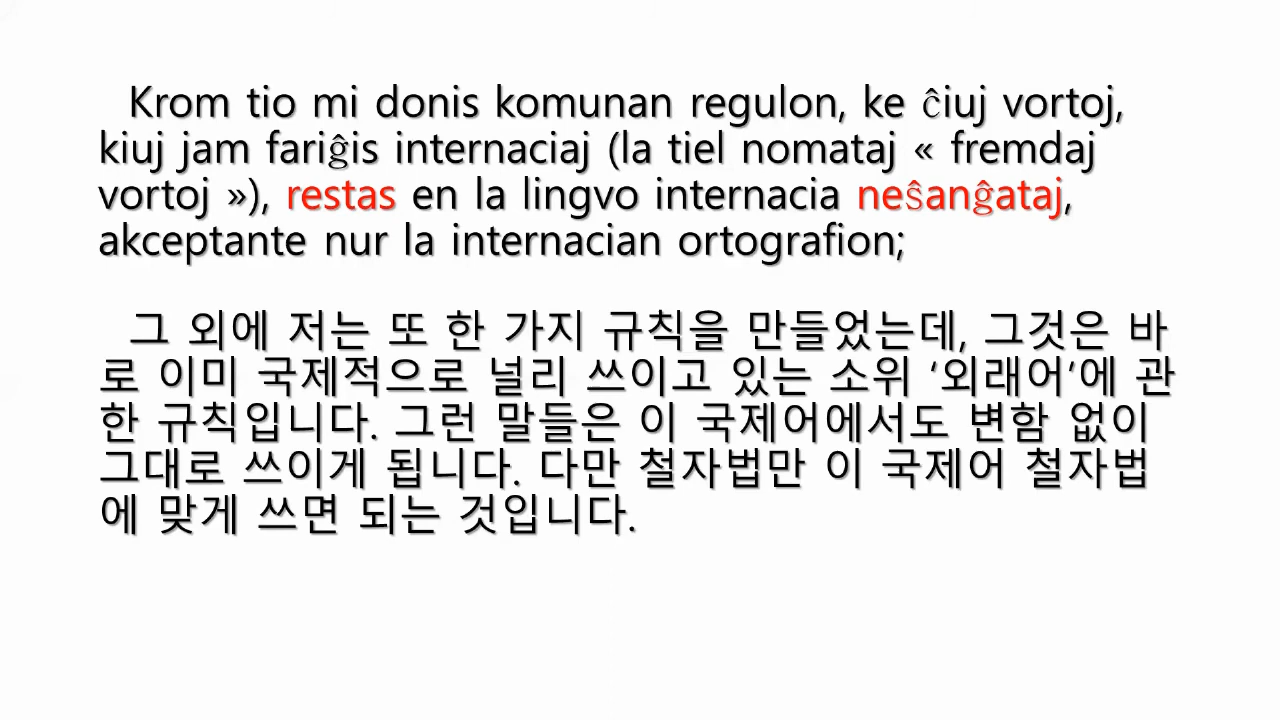 Krom tio mi donis komunan regulon, ke ĉiuj vortoj,
kiuj jam fariĝis internaciaj (la tiel nomataj « fremdaj
vortoj »), restas en la lingvo internacia neŝanĝataj,
akceptante nur la internacian ortografion;
그 외에 저는 또 한 가지 규칙을 만들었는데, 그것은 바
로 이미 국제적으로 널리 쓰이고 있는 소위 ‘외래어’에 관
한 규칙입니다. 그런 말들은 이 국제어에서도 변함 없이
그대로 쓰이게 됩니다. 다만 철자법만 이 국제어 철자법
에 맞게 쓰면 되는 것입니다.